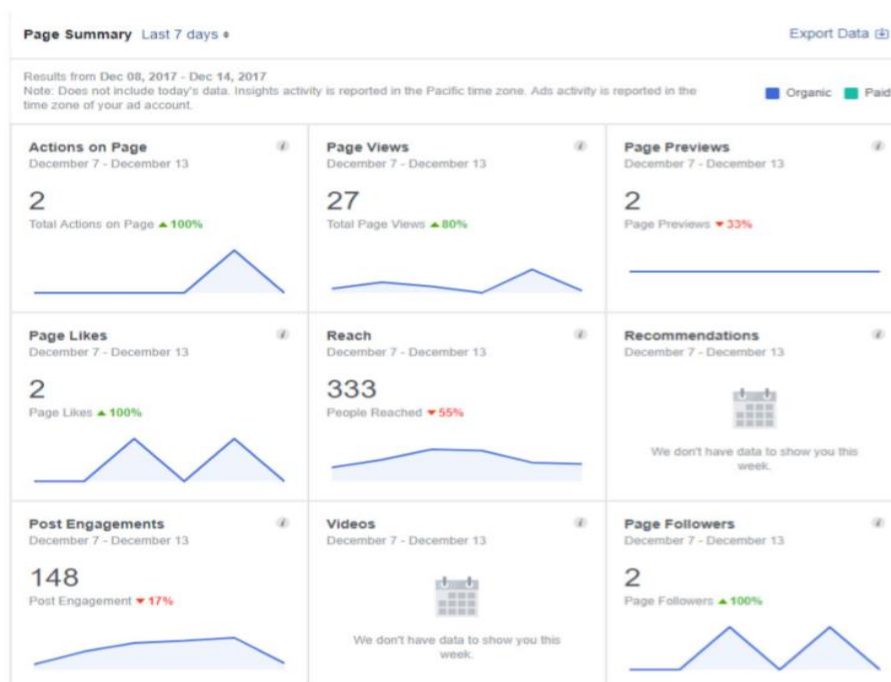 Page Summary Last 7 days
Export Data
Results from Dec 08, 2017 - Dec 14, 2017
Note: Does not include today's data. Insights activity is reported in the Pacific time zone. Ads activity is reported in the
time zone of your ad account.
Organic Paid
Actions on Page
December 7 - December 13
2
Total Actions on Page ▲ 100%
Page Views
December 7 - December 13
27
Total Page Views ▲ 80%
Page Previews
December 7 - December 13
2
Page Previews ▼ 33%
Page Likes
December 7 - December 13
2
Page Likes ▲ 100%
Reach
December 7 - December 13
333
People Reached ▼ 55%
Recommendations
December 7 - December 13
We don't have data to show you this
week.
Post Engagements
December 7 - December 13
148
Post Engagement ▼ 17%
Videos
December 7 - December 13
We don't have data to show you this
week.
Page Followers
December 7 - December 13
2
Page Followers ▲ 100%